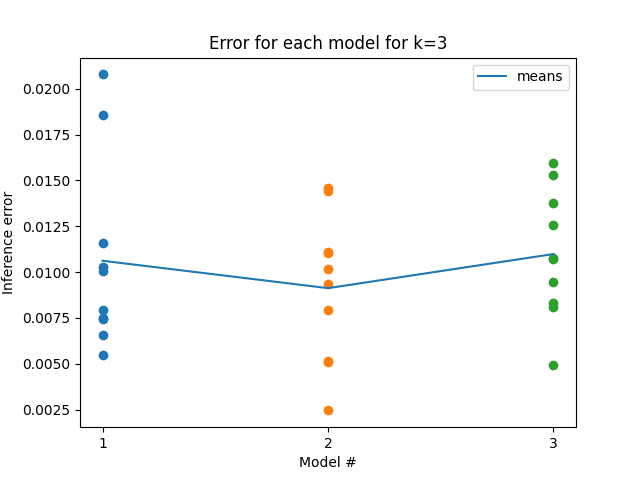 Error for each model for k=3
means
0.0200
0.0175
0.0150
0.0125
0.0100
0.0075
0.0050
0.0025
Inference error
1 2 3
Model #